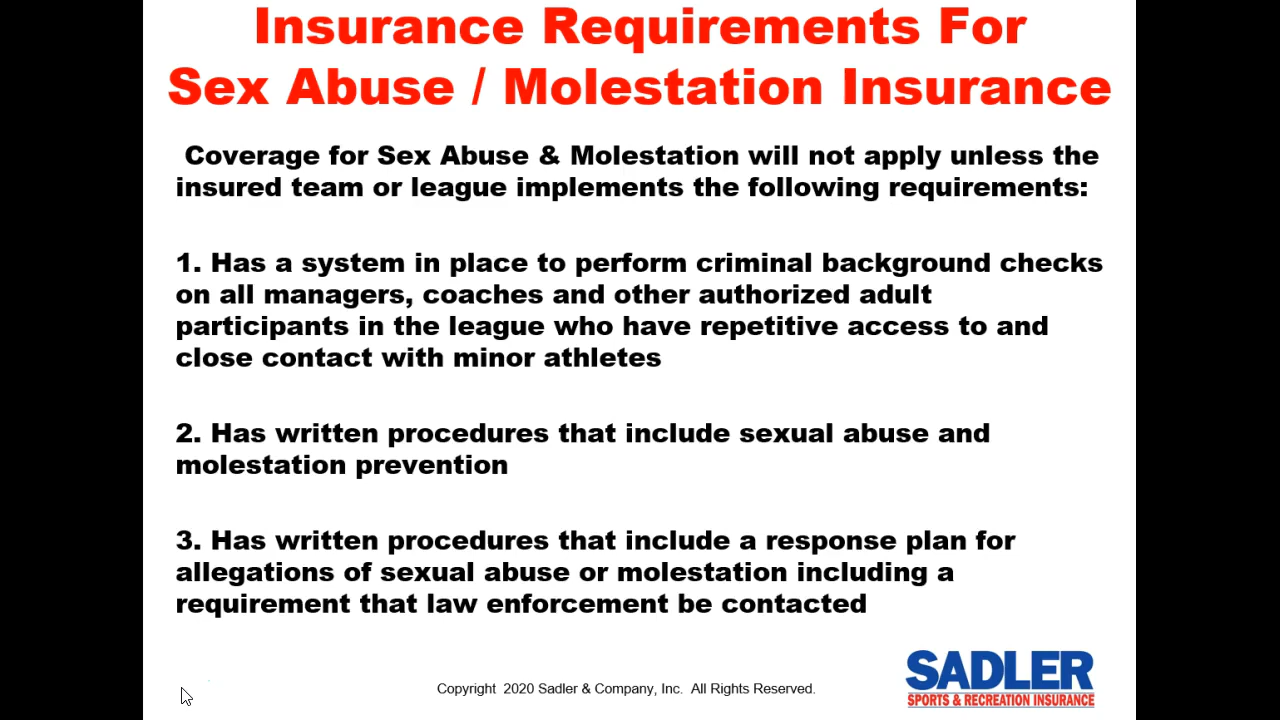 Insurance Requirements For
Sex Abuse / Molestation Insurance
Coverage for Sex Abuse & Molestation will not apply unless the
insured team or league implements the following requirements:
1. Has a system in place to perform criminal background checks
on all managers, coaches and other authorized adult
participants in the league who have repetitive access to and
close contact with minor athletes
2. Has written procedures that include sexual abuse and
molestation prevention
3. Has written procedures that include a response plan for
allegations of sexual abuse or molestation including a
requirement that law enforcement be contacted
SADLER
SPORTS & RECREATION INSURANCE
Copyright 2020 Sadler & Company, Inc. All Rights Reserved.